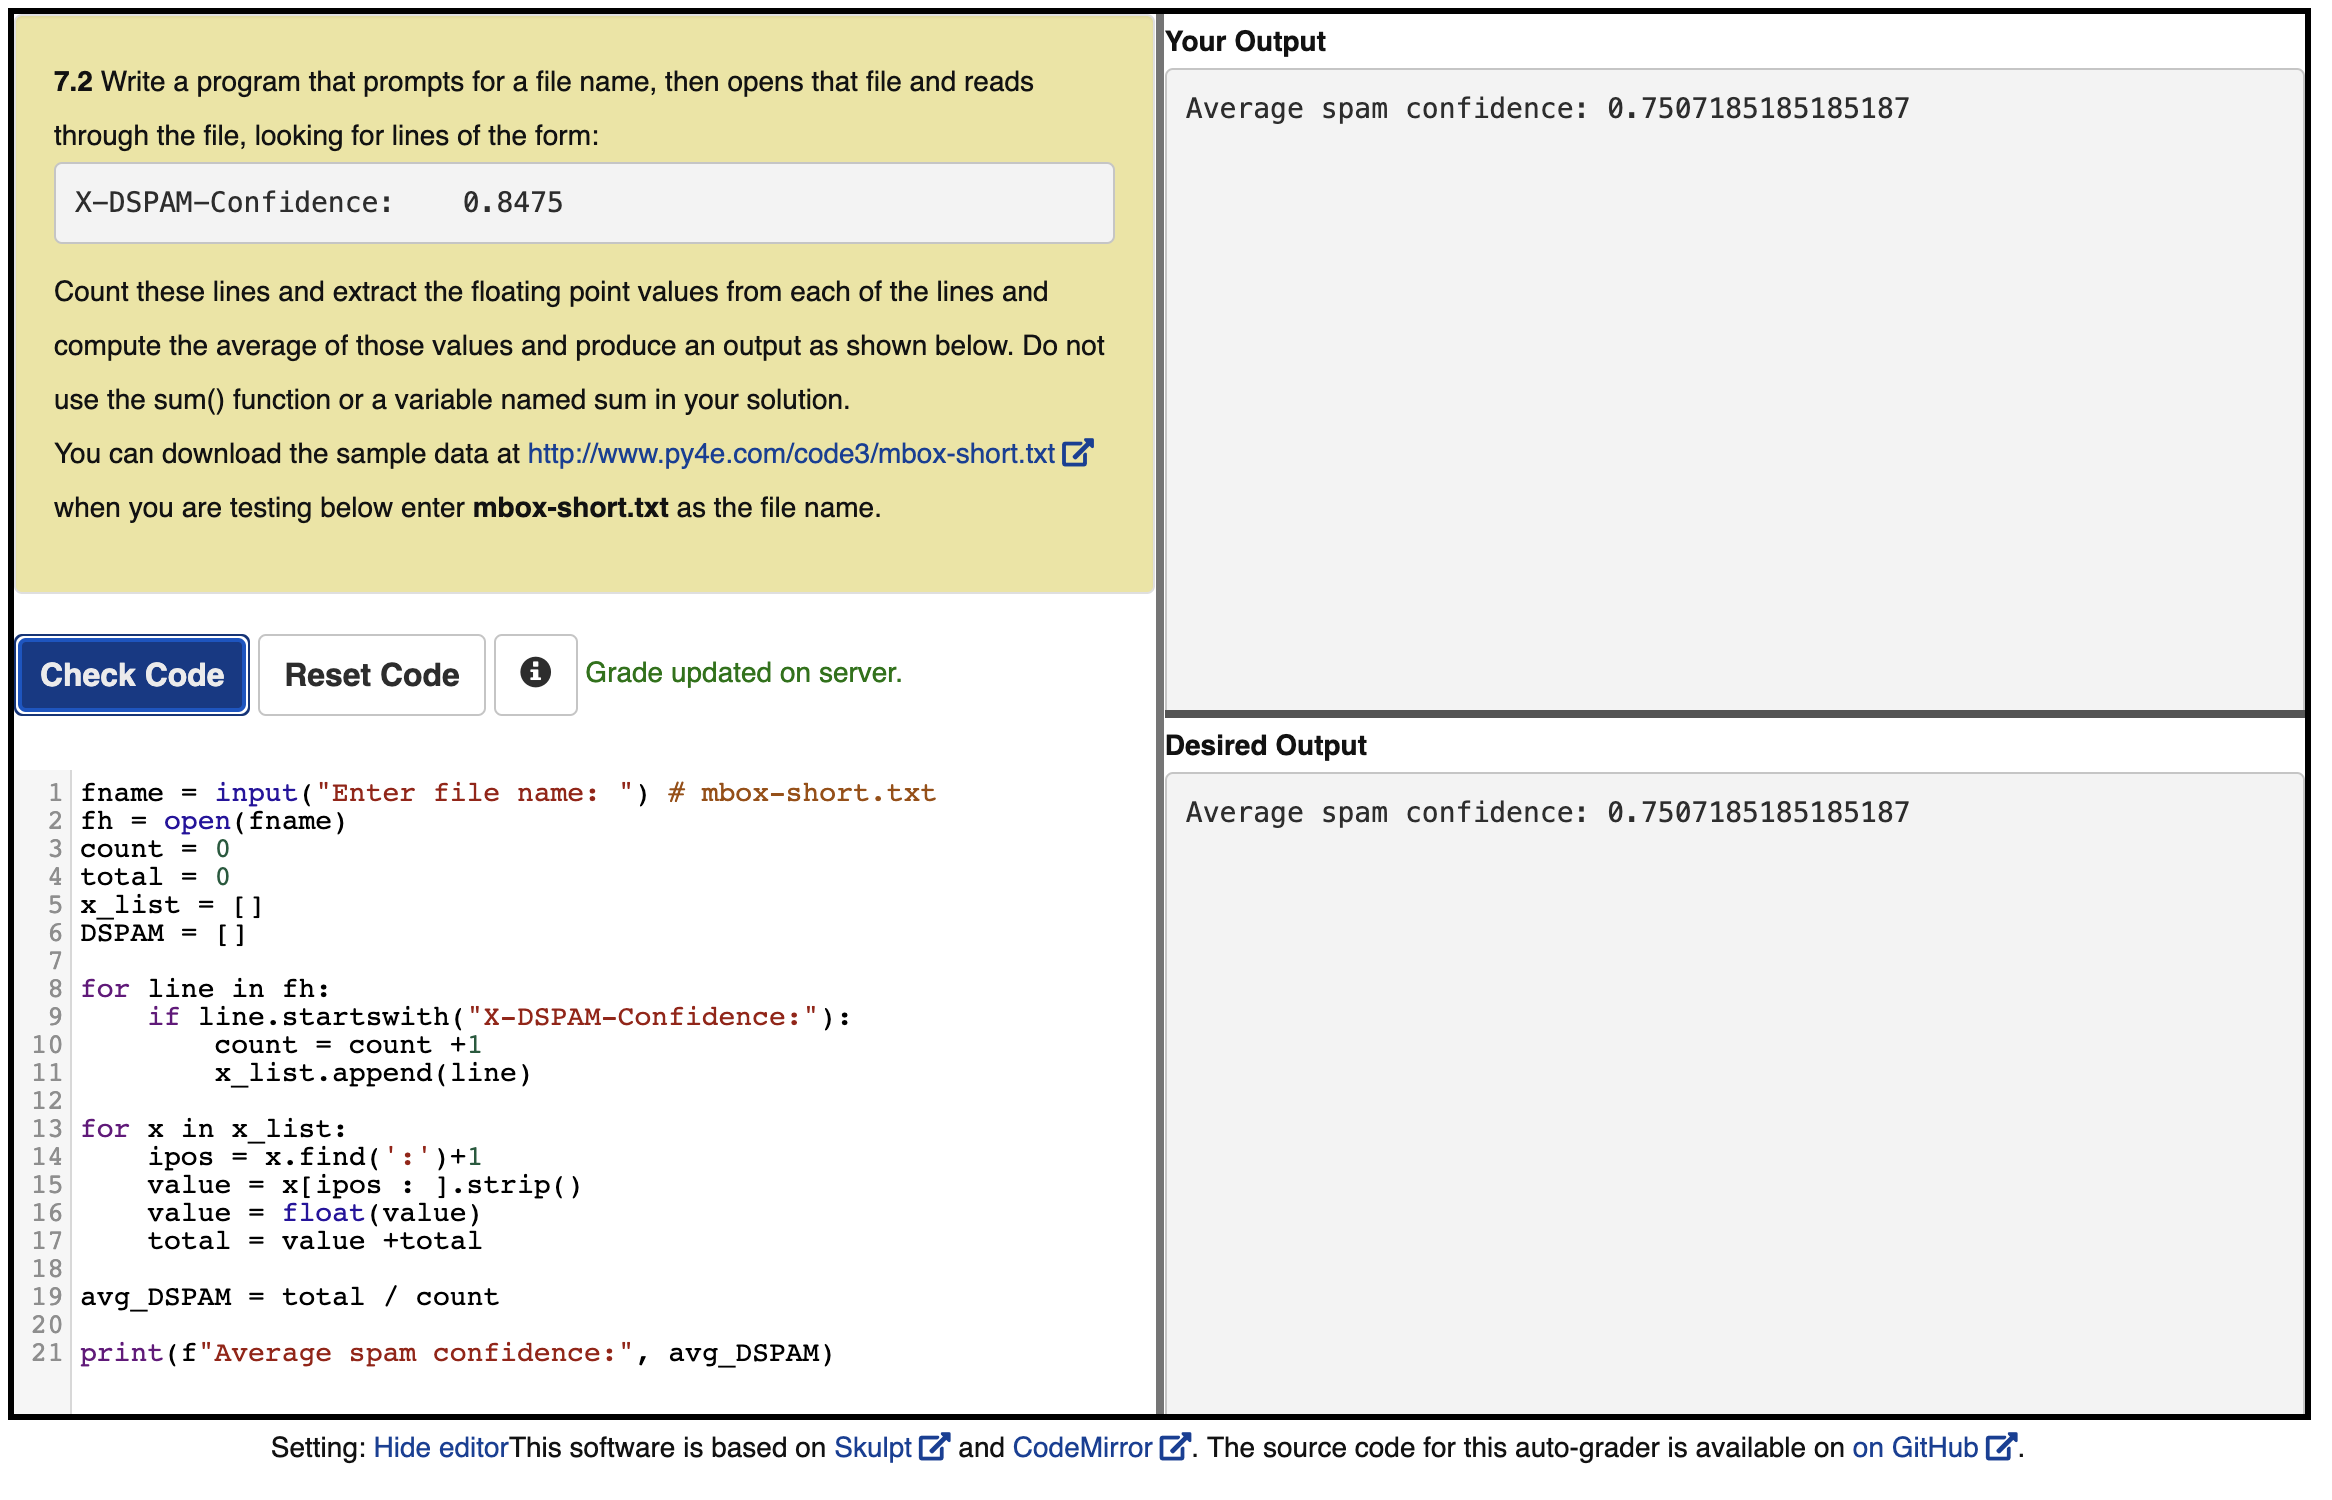 7.2 Write a program that prompts for a file name, then opens that file and reads
through the file, looking for lines of the form:
X-DSPAM-Confidence:    0.8475
Count these lines and extract the floating point values from each of the lines and
compute the average of those values and produce an output as shown below. Do not
use the sum() function or a variable named sum in your solution.
You can download the sample data at http://www.py4e.com/code3/mbox-short.txt
when you are testing below enter mbox-short.txt as the file name.
Check Code
Reset Code
Grade updated on server.
1 fname = input("Enter file name: ") # mbox-short.txt
2 fh = open(fname)
3 count = 0
4 total = 0
5 x_list = []
6 DSPAM = []
7
8 for line in fh:
9     if line.startswith("X-DSPAM-Confidence:"):
10         count = count +1
11         x_list.append(line)
12
13 for x in x_list:
14     ipos = x.find(':')+1
15     value = x[ipos : ].strip()
16     value = float(value)
17     total = value +total
18
19 avg_DSPAM = total / count
20
21 print(f"Average spam confidence:", avg_DSPAM)
Your Output
Average spam confidence: 0.7507185185185187
Desired Output
Average spam confidence: 0.7507185185185187
Setting: Hide editorThis software is based on Skulpt and CodeMirror. The source code for this auto-grader is available on on GitHub.